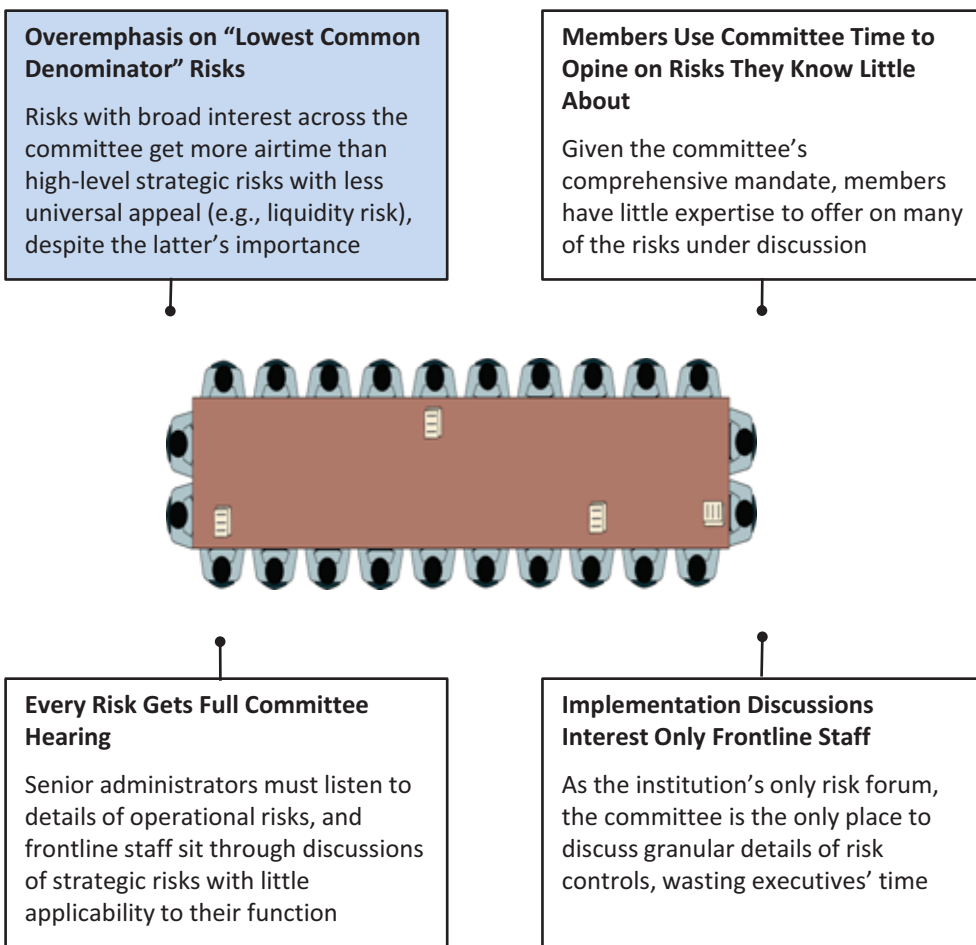 Overemphasis on “Lowest Common
Denominator” Risks
Risks with broad interest across the
committee get more airtime than
high-level strategic risks with less
universal appeal (e.g., liquidity risk),
despite the latter’s importance
Members Use Committee Time to
Opine on Risks They Know Little
About
Given the committee’s
comprehensive mandate, members
have little expertise to offer on many
of the risks under discussion
Every Risk Gets Full Committee
Hearing
Senior administrators must listen to
details of operational risks, and
frontline staff sit through discussions
of strategic risks with little
applicability to their function
Implementation Discussions
Interest Only Frontline Staff
As the institution’s only risk forum,
the committee is the only place to
discuss granular details of risk
controls, wasting executives’ time